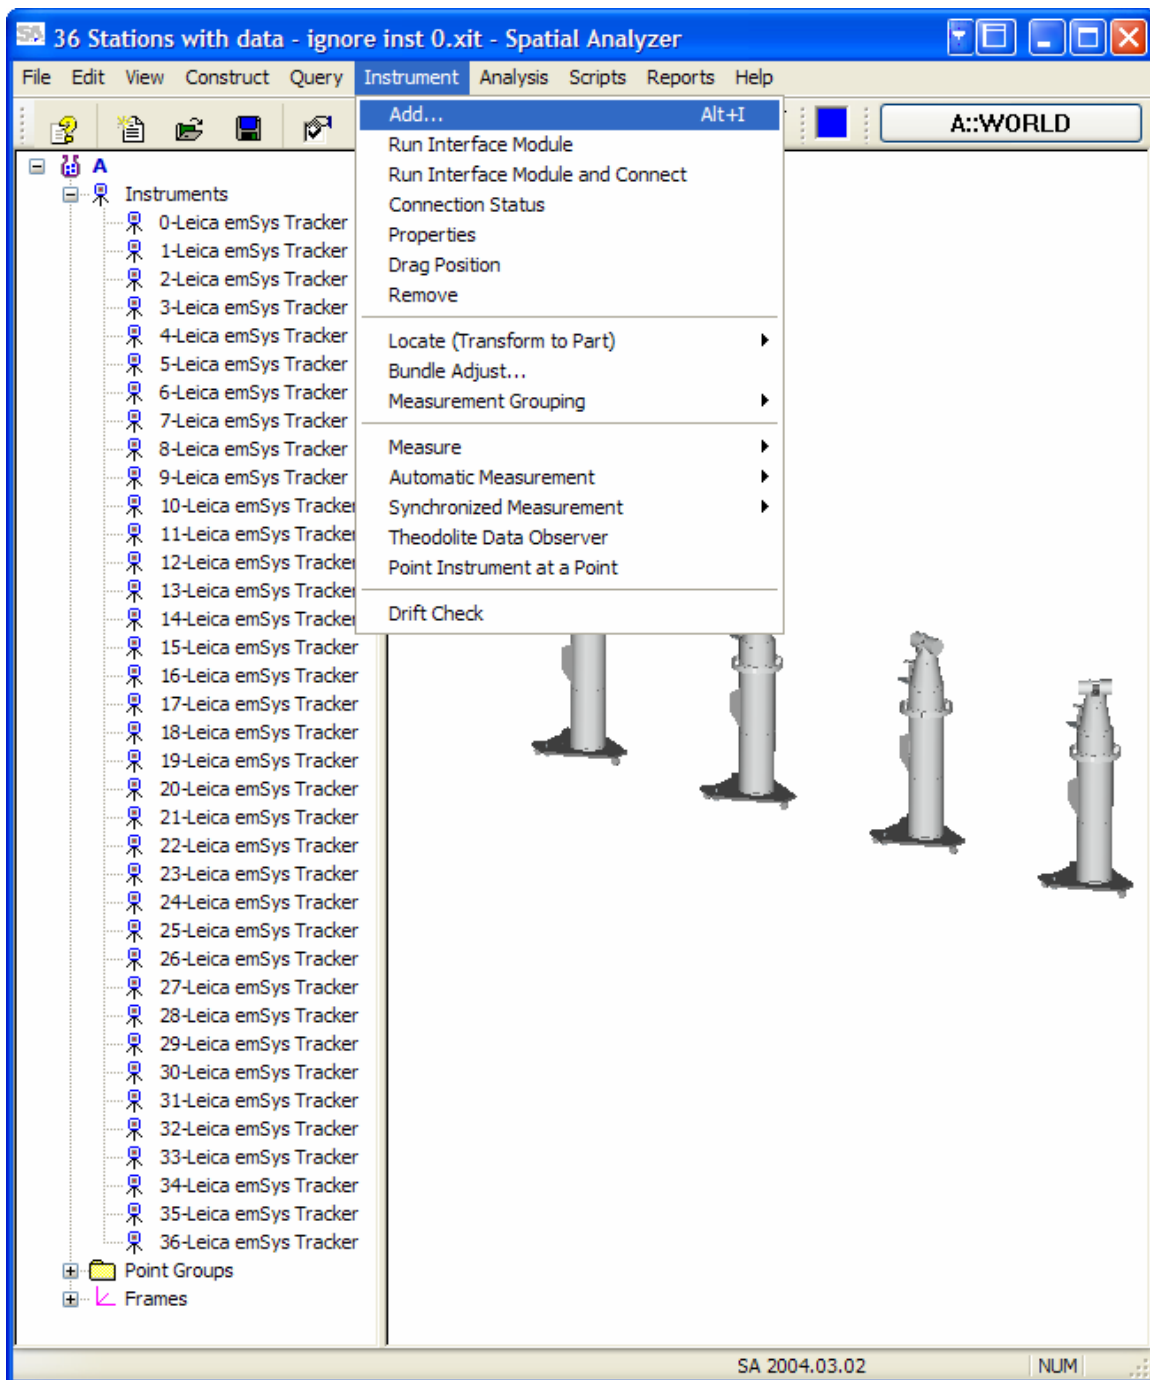 SA 36 Stations with data - ignore inst 0.xit - Spatial Analyzer
File Edit View Construct Query Instrument Analysis Scripts Reports Help
A::WORLD
Add... Alt+I
Run Interface Module
Run Interface Module and Connect
Connection Status
Properties
Drag Position
Remove
Locate (Transform to Part)
Bundle Adjust...
Measurement Grouping
Measure
Automatic Measurement
Synchronized Measurement
Theodolite Data Observer
Point Instrument at a Point
Drift Check
A
Instruments
0-Leica emSys Tracker
1-Leica emSys Tracker
2-Leica emSys Tracker
3-Leica emSys Tracker
4-Leica emSys Tracker
5-Leica emSys Tracker
6-Leica emSys Tracker
7-Leica emSys Tracker
8-Leica emSys Tracker
9-Leica emSys Tracker
10-Leica emSys Tracker
11-Leica emSys Tracker
12-Leica emSys Tracker
13-Leica emSys Tracker
14-Leica emSys Tracker
15-Leica emSys Tracker
16-Leica emSys Tracker
17-Leica emSys Tracker
18-Leica emSys Tracker
19-Leica emSys Tracker
20-Leica emSys Tracker
21-Leica emSys Tracker
22-Leica emSys Tracker
23-Leica emSys Tracker
24-Leica emSys Tracker
25-Leica emSys Tracker
26-Leica emSys Tracker
27-Leica emSys Tracker
28-Leica emSys Tracker
29-Leica emSys Tracker
30-Leica emSys Tracker
31-Leica emSys Tracker
32-Leica emSys Tracker
33-Leica emSys Tracker
34-Leica emSys Tracker
35-Leica emSys Tracker
36-Leica emSys Tracker
Point Groups
Frames
SA 2004.03.02 NUM